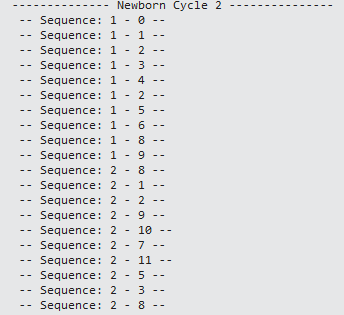 -------------- Newborn Cycle 2 ---------------
-- Sequence: 1 - 0 --
-- Sequence: 1 - 1 --
-- Sequence: 1 - 2 --
-- Sequence: 1 - 3 --
-- Sequence: 1 - 4 --
-- Sequence: 1 - 2 --
-- Sequence: 1 - 5 --
-- Sequence: 1 - 6 --
-- Sequence: 1 - 8 --
-- Sequence: 1 - 9 --
-- Sequence: 2 - 8 --
-- Sequence: 2 - 1 --
-- Sequence: 2 - 2 --
-- Sequence: 2 - 9 --
-- Sequence: 2 - 10 --
-- Sequence: 2 - 7 --
-- Sequence: 2 - 11 --
-- Sequence: 2 - 5 --
-- Sequence: 2 - 3 --
-- Sequence: 2 - 8 --